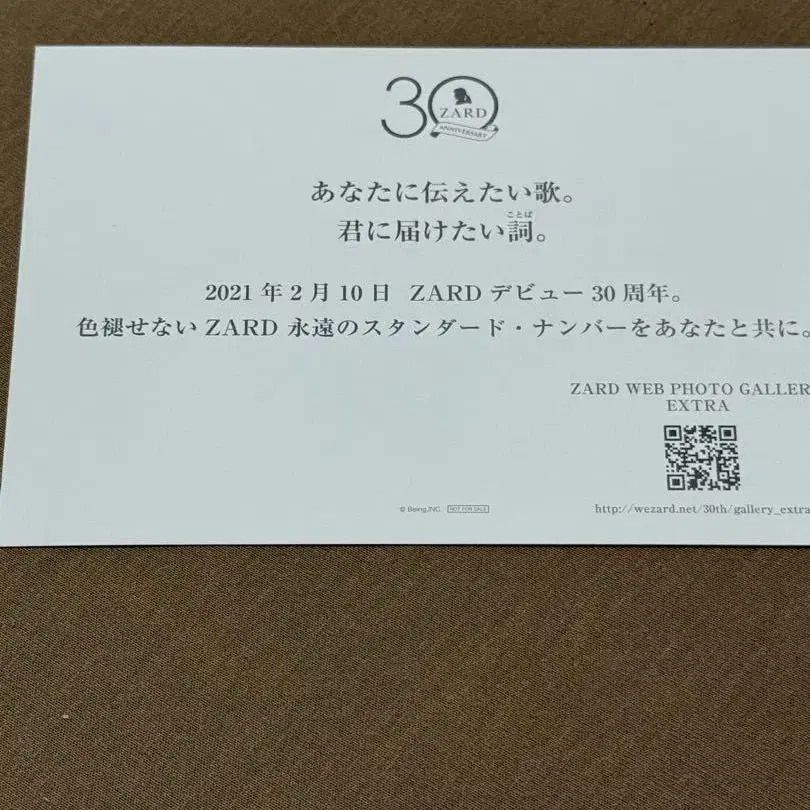 30
ZARD
ANNIVERSARY
あなたに伝えたい歌。
ことば
君に届けたい詞。
2021年2月10日 ZARDデビュー30周年。
色褪せないZARD 永遠のスタンダード・ナンバーをあなたと共に。
ZARD WEB PHOTO GALLER
EXTRA
© Being,INC. NOT FOR SALE
http://wezard.net/30th/gallery_extra